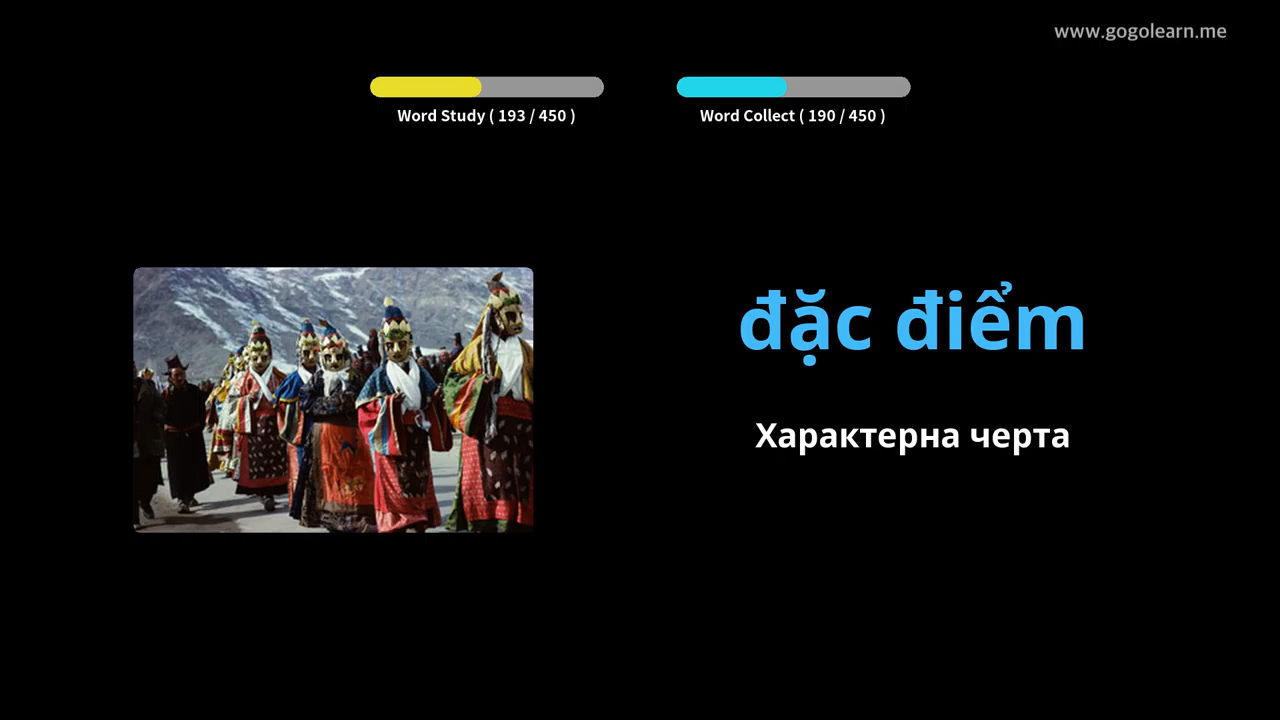 www.gogolearn.me
Word Study ( 193 / 450 )
Word Collect ( 190 / 450 )
đặc điểm
Характерна черта